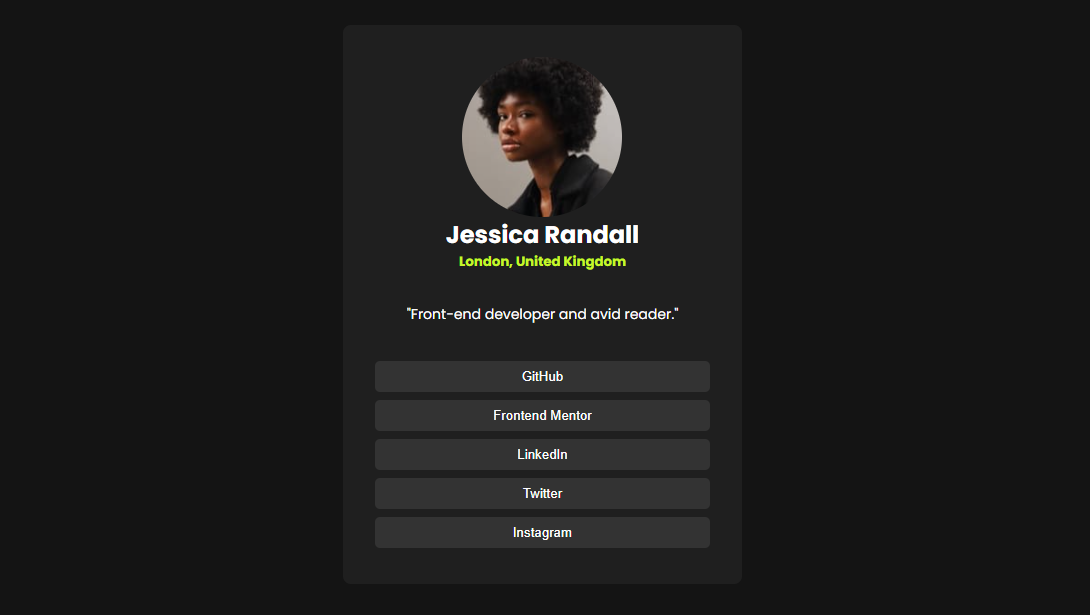 Jessica Randall
London, United Kingdom
"Front-end developer and avid reader."
GitHub
Frontend Mentor
LinkedIn
Twitter
Instagram